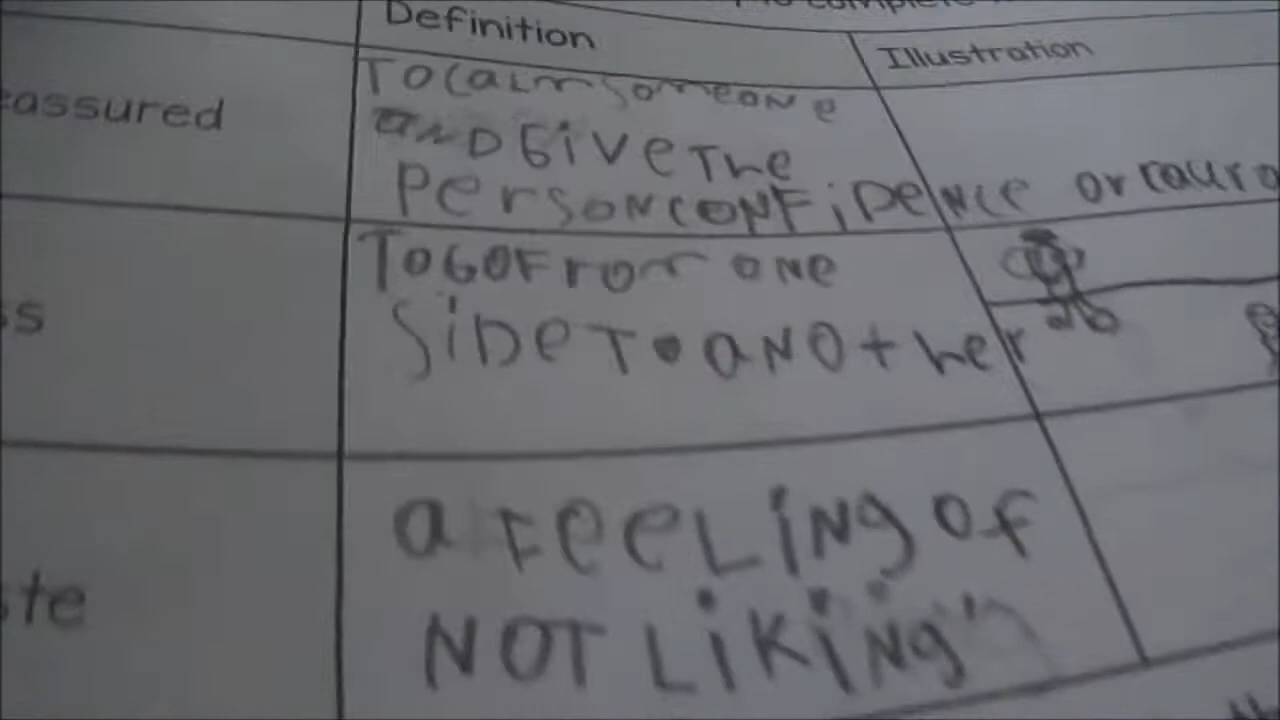 complete
Definition
Illustration
eassured
To calm someone
aND GiVe The
PersoN CONFiDeNce or
ss
To Go From oNe
SiDe To aNOther
ste
a FeeLiNg oF
NOT LiKiNg